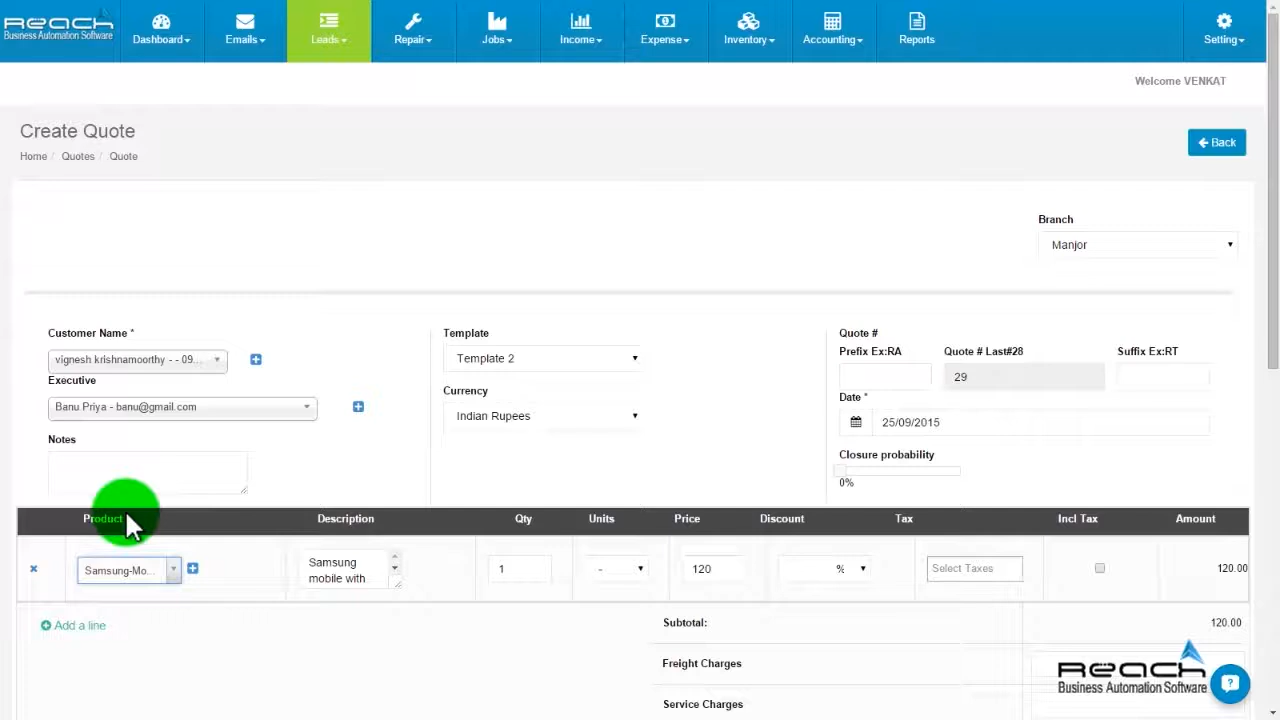 REACH
Business Automation Software
Dashboard
Emails
Leads
Repair
Jobs
Income
Expense
Inventory
Accounting
Reports
Setting
Welcome VENKAT
Create Quote
Home / Quotes / Quote
Back
Branch
Manjor
Customer Name *
vignesh krishnamoorthy - - 09...
Executive
Banu Priya - banu@gmail.com
Notes
Template
Template 2
Currency
Indian Rupees
Quote #
Prefix Ex:RA Quote # Last#28 Suffix Ex:RT
29
Date *
25/09/2015
Closure probability
0%
Product Description Qty Units Price Discount Tax Incl Tax Amount
Samsung-Mo... Samsung mobile with 1 - 120 % Select Taxes 120.00
Add a line
Subtotal: 120.00
Freight Charges
Service Charges
REACH
Business Automation Software